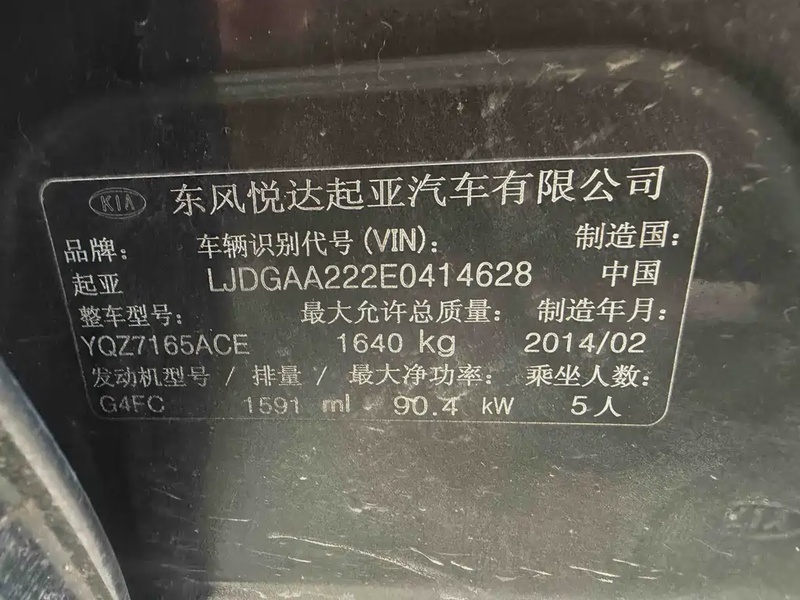 KIA 东风悦达起亚汽车有限公司
品牌: 车辆识别代号(VIN): 制造国:
起亚 LJDGAA222E0414628 中国
整车型号: 最大允许总质量: 制造年月:
YQZ7165ACE 1640 kg 2014/02
发动机型号 / 排量 / 最大净功率: 乘坐人数:
G4FC 1591 ml 90.4 kW 5人
KIA